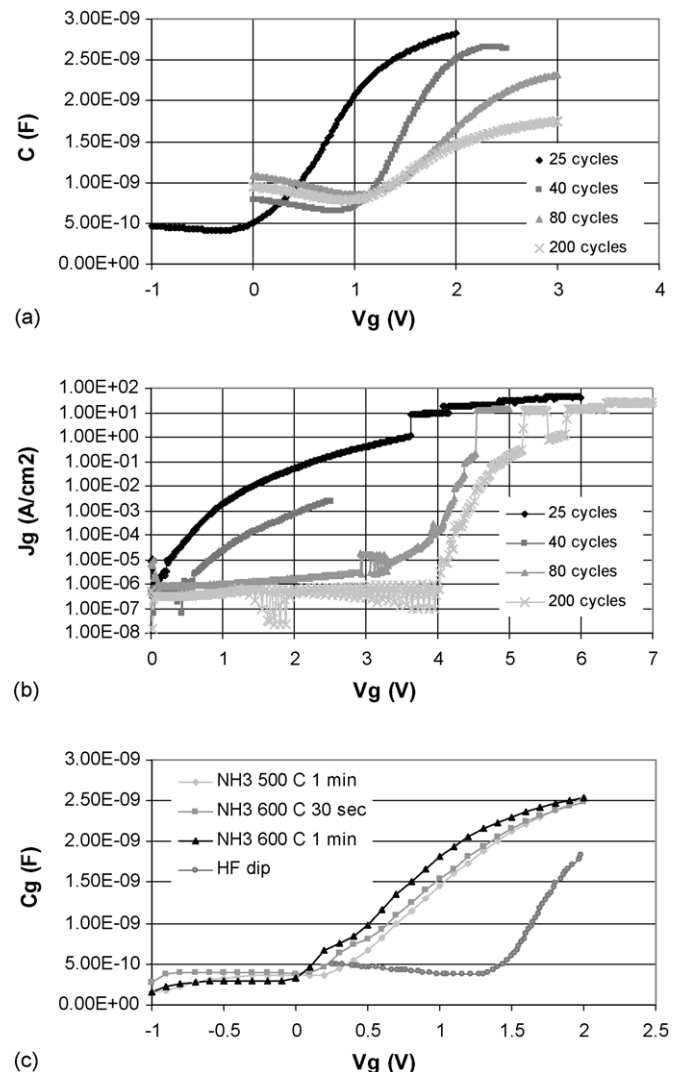 3.00E-09
2.50E-09
2.00E-09
1.50E-09
1.00E-09
5.00E-10
0.00E+00
C (F)
25 cycles
40 cycles
80 cycles
200 cycles
-1 0 1 2 3 4
(a)
Vg (V)
1.00E+02
1.00E+01
1.00E+00
1.00E-01
1.00E-02
1.00E-03
1.00E-04
1.00E-05
1.00E-06
1.00E-07
1.00E-08
Jg (A/cm2)
25 cycles
40 cycles
80 cycles
200 cycles
0 1 2 3 4 5 6 7
(b)
Vg (V)
3.00E-09
2.50E-09
2.00E-09
1.50E-09
1.00E-09
5.00E-10
0.00E+00
Cg (F)
NH3 500 C 1 min
NH3 600 C 30 sec
NH3 600 C 1 min
HF dip
-1 -0.5 0 0.5 1 1.5 2 2.5
(c)
Vg (V)